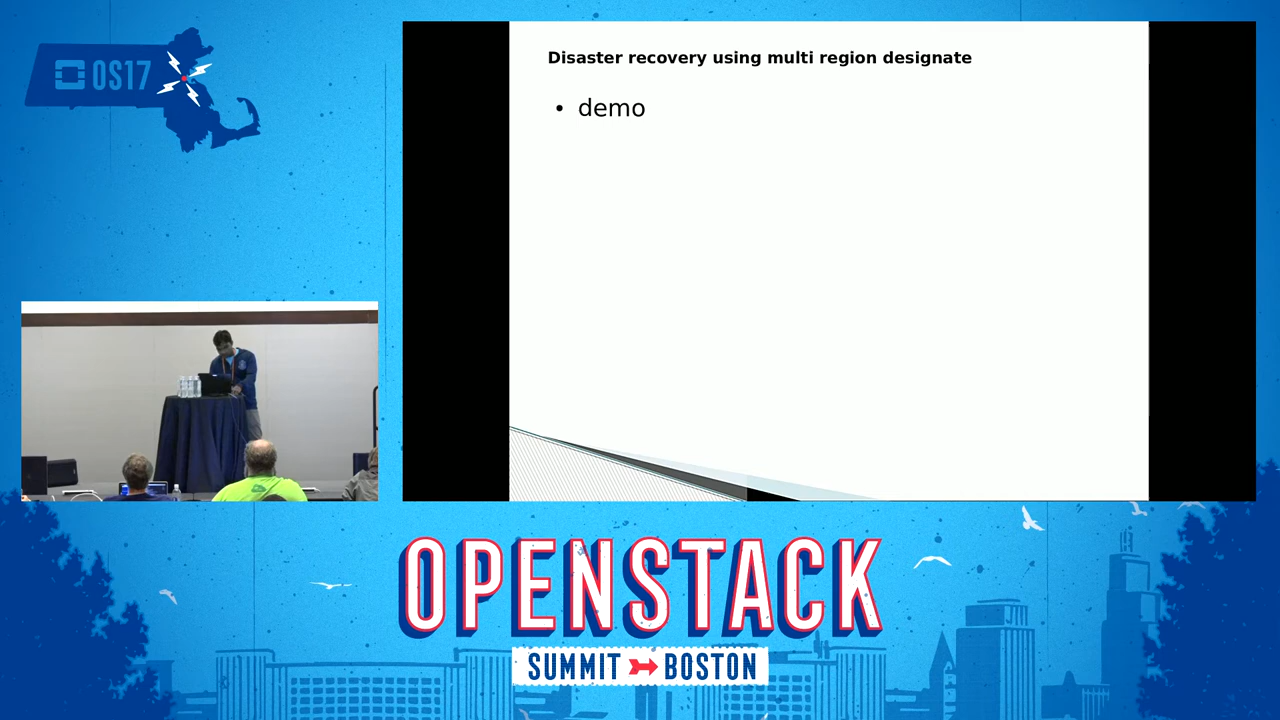 OS17
Disaster recovery using multi region designate
• demo
OPENSTACK
SUMMIT BOSTON